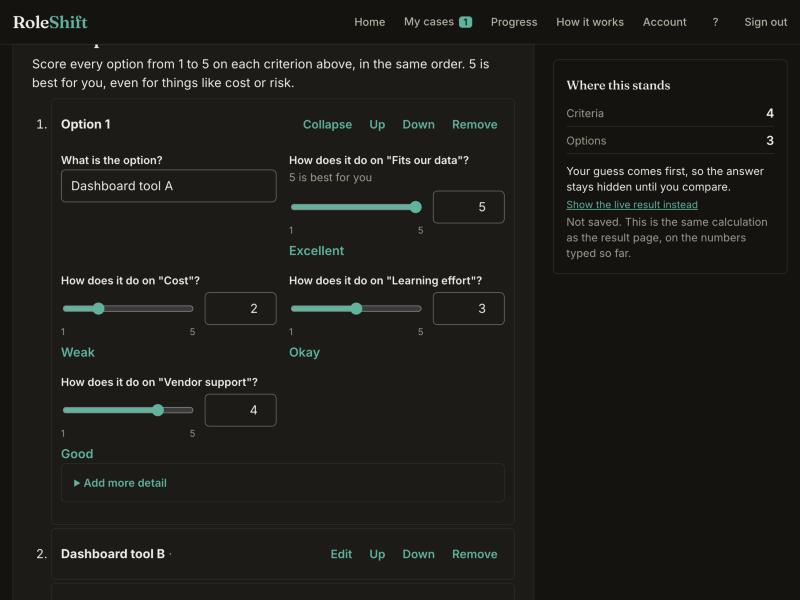 RoleShift
Home
My cases 1
Progress
How it works
Account
?
Sign out
Score every option from 1 to 5 on each criterion above, in the same order. 5 is
best for you, even for things like cost or risk.
1.
Option 1
Collapse
Up
Down
Remove
What is the option?
Dashboard tool A
How does it do on "Fits our data"?
5 is best for you
5
1
5
Excellent
How does it do on "Cost"?
2
1
5
Weak
How does it do on "Learning effort"?
3
1
5
Okay
How does it do on "Vendor support"?
4
1
5
Good
Add more detail
2.
Dashboard tool B ·
Edit
Up
Down
Remove
Where this stands
Criteria 4
Options 3
Your guess comes first, so the answer
stays hidden until you compare.
Show the live result instead
Not saved. This is the same calculation
as the result page, on the numbers
typed so far.